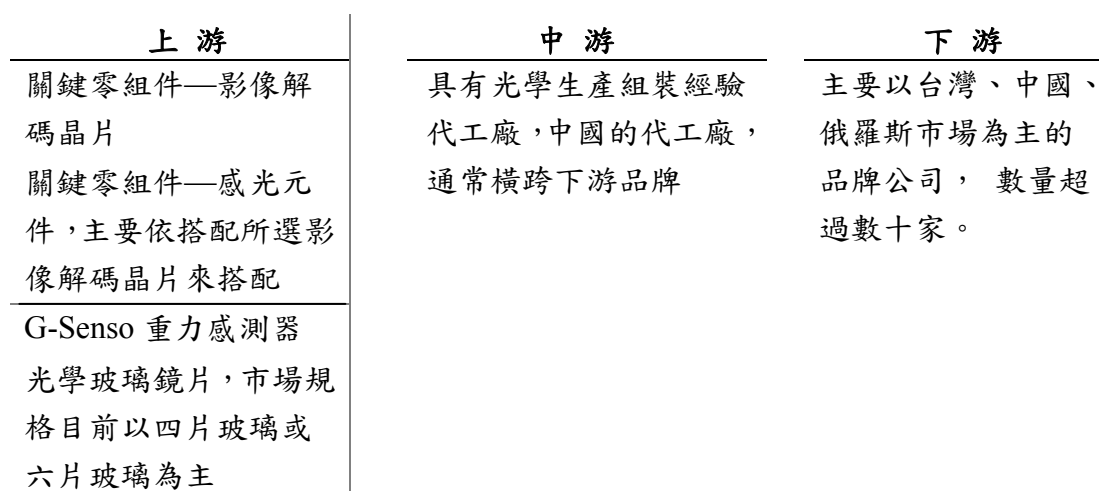 上 游
關鍵零組件—影像解
碼晶片
關鍵零組件—感光元
件，主要依搭配所選影
像解碼晶片來搭配
G-Senso 重力感測器
光學玻璃鏡片，市場規
格目前以四片玻璃或
六片玻璃為主
中 游
具有光學生產組裝經驗
代工廠，中國的代工廠，
通常橫跨下游品牌
下 游
主要以台灣、中國、
俄羅斯市場為主的
品牌公司， 數量超
過數十家。